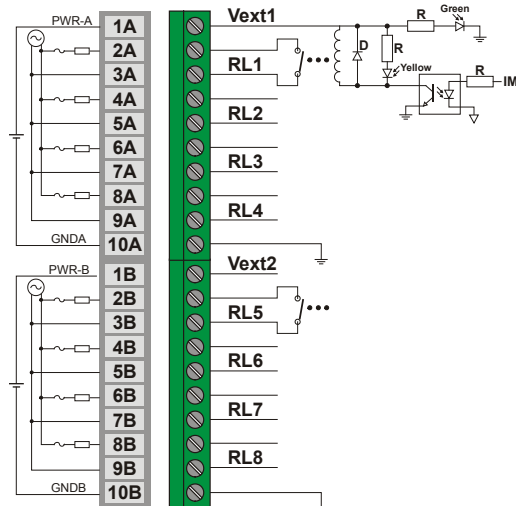 PWR-A 1A Vext1 R Green
2A D R
3A RL1 Yellow
R IM
4A
5A RL2
6A
7A RL3
8A
9A RL4
GNDA 10A
PWR-B 1B Vext2
2B
3B RL5
4B
5B RL6
6B
7B RL7
8B
9B RL8
GNDB 10B